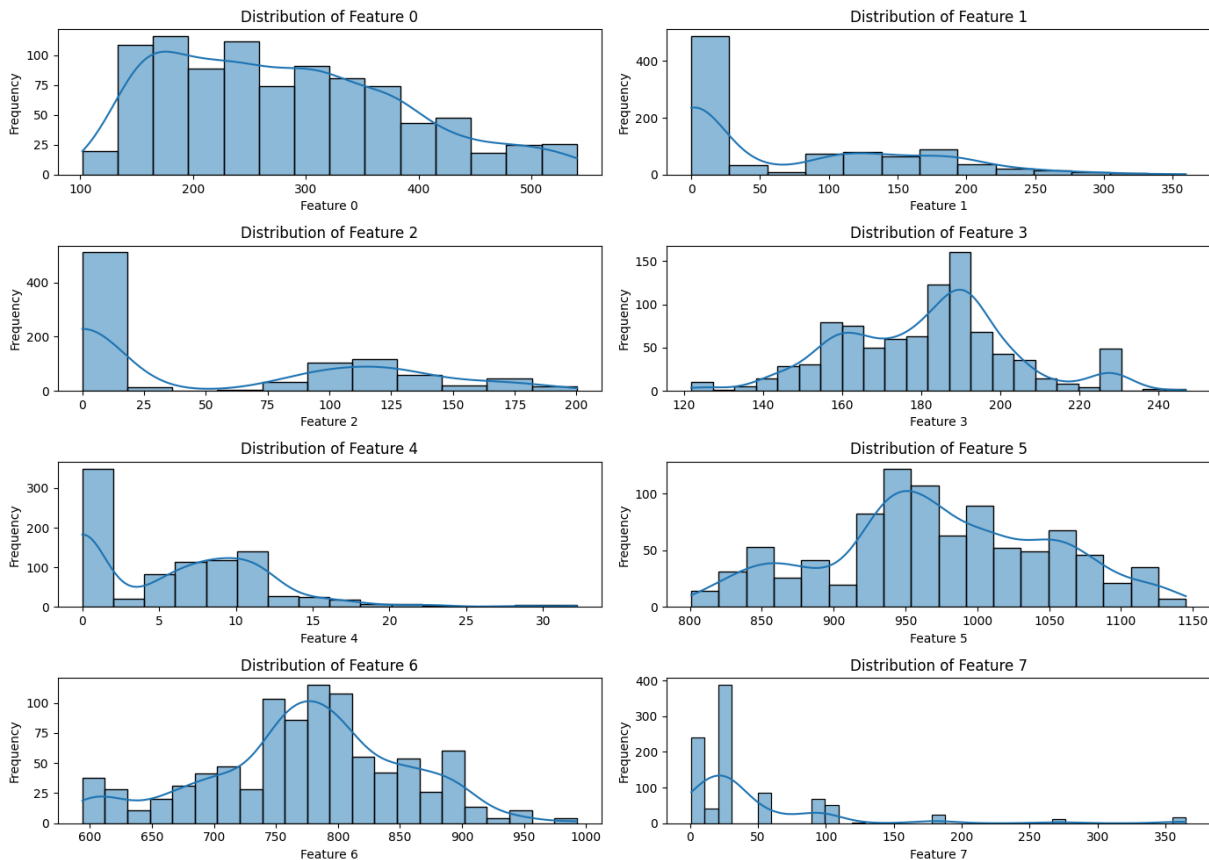 Distribution of Feature 0
Frequency
100
75
50
25
0
100 200 300 400 500
Feature 0
Distribution of Feature 1
Frequency
400
200
0
0 50 100 150 200 250 300 350
Feature 1
Distribution of Feature 2
Frequency
400
200
0
0 25 50 75 100 125 150 175 200
Feature 2
Distribution of Feature 3
Frequency
150
100
50
0
120 140 160 180 200 220 240
Feature 3
Distribution of Feature 4
Frequency
300
200
100
0
0 5 10 15 20 25 30
Feature 4
Distribution of Feature 5
Frequency
100
50
0
800 850 900 950 1000 1050 1100 1150
Feature 5
Distribution of Feature 6
Frequency
100
75
50
25
0
600 650 700 750 800 850 900 950 1000
Feature 6
Distribution of Feature 7
Frequency
400
300
200
100
0
0 50 100 150 200 250 300 350
Feature 7